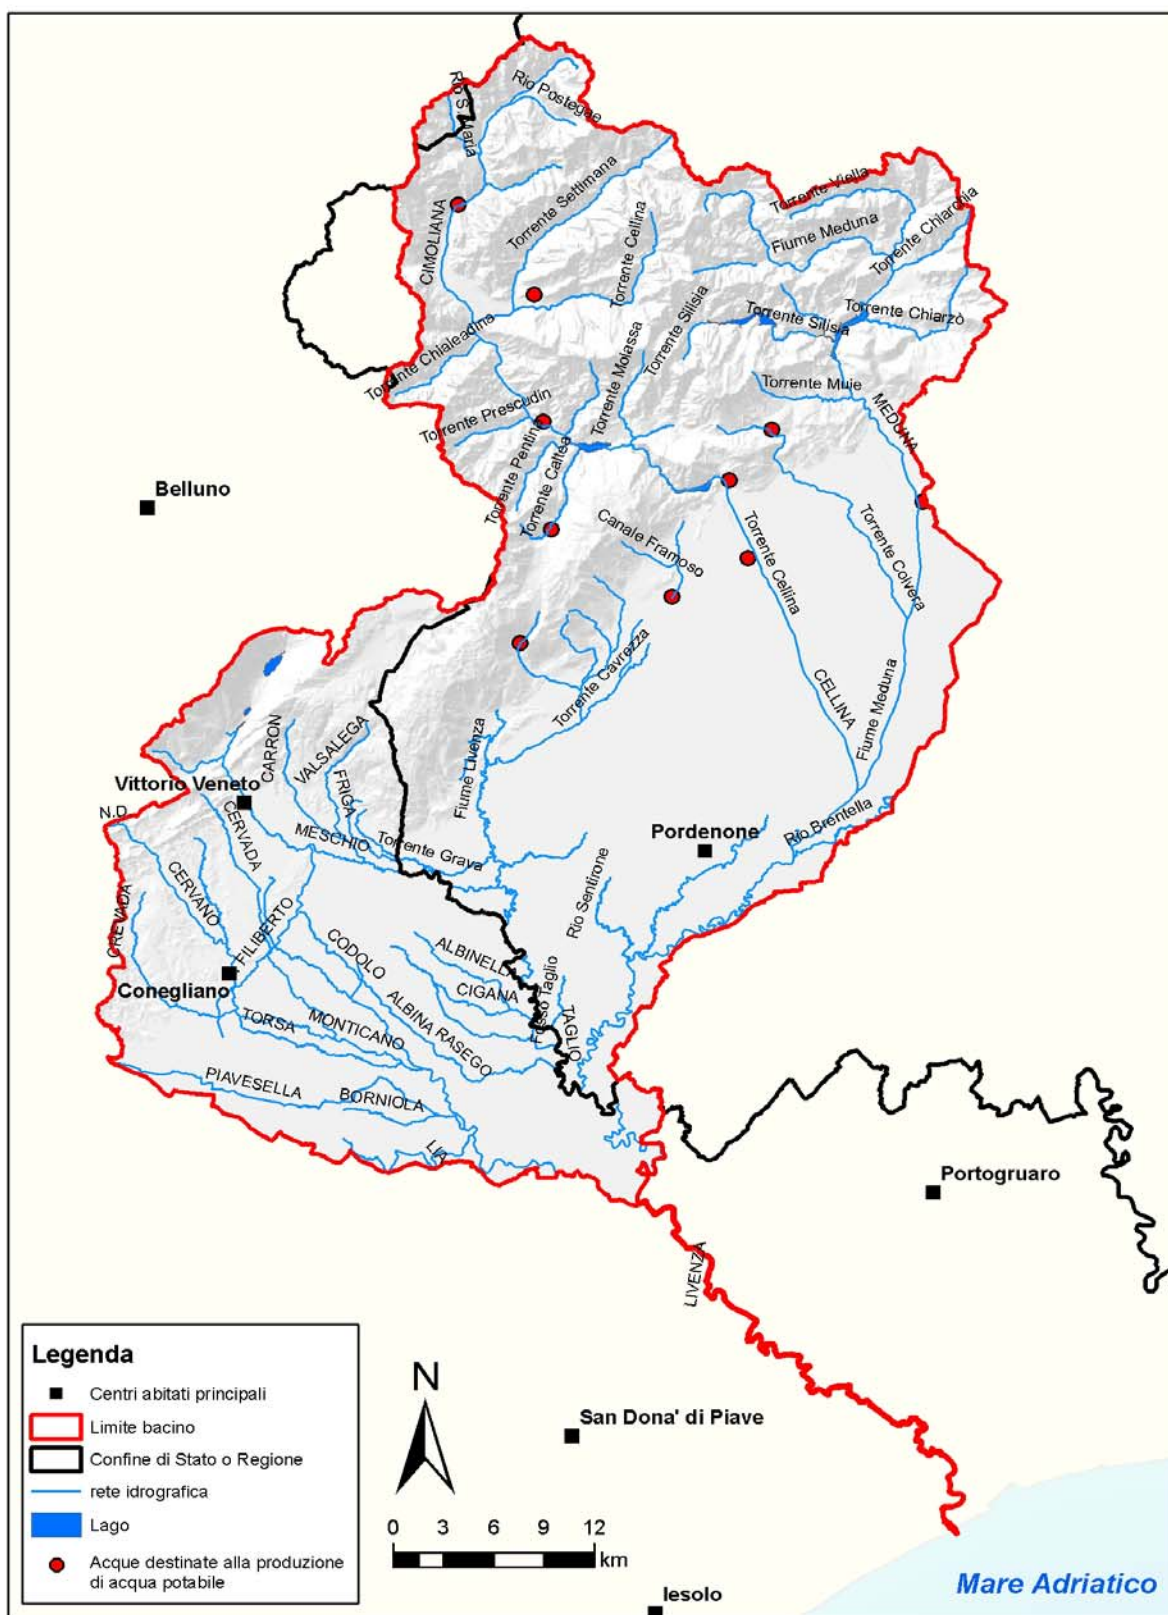 Rio S. Maria
Rio Postegae
Torrente Settimana
CIMOLIANA
Torrente Cellina
Torrente Viella
Fiume Meduna
Torrente Chiarchia
Torrente Chialeadina
Torrente Molassa
Torrente Silisia
Torrente Silisia
Torrente Chiarzò
Torrente Muie
MEDUNA
Torrente Prescudin
Torrente Pentina
Torrente Caltea
Belluno
Canale Framoso
Torrente Cellina
Torrente Colvera
Torrente Cavrezza
CELLINA
Fiume Meduna
Fiume Livenza
CARRON
VALSALEGA
FRIGA
Vittorio Veneto
N.D
CERVADA
MESCHIO
Torrente Grava
Pordenone
Rio Brentella
Rio Sentirone
CREVADA
CERVANO
FILIBERTO
Conegliano
CODOLO
ALBINELLA
CIGANA
Fosso Taglio
TAGLIO
TORSA
MONTICANO
ALBINA RASEGO
PIAVESELLA
BORNIOLA
LIA
Portogruaro
LIVENZA
Legenda
Centri abitati principali
Limite bacino
Confine di Stato o Regione
rete idrografica
Lago
Acque destinate alla produzione
di acqua potabile
N
0 3 6 9 12
km
San Dona' di Piave
Iesolo
Mare Adriatico